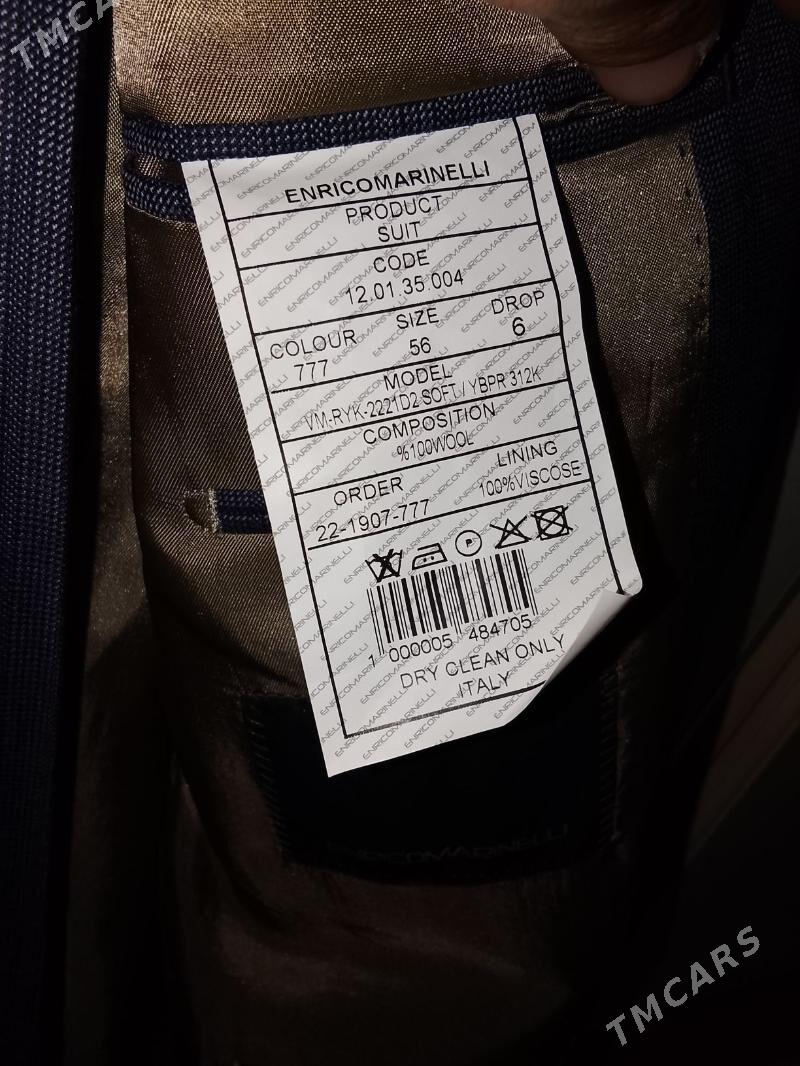 TMCARS
ENRICOMARINELLI
PRODUCT
SUIT
CODE
12.01 35.004
COLOUR SIZE DROP
777 56 6
MODEL
VM-RYK-2221D2 SOFT / YBPR 312K
COMPOSITION
%100WOOL
ORDER LINING
22-1907-777 100%VISCOSE
P
1 000005 484705
DRY CLEAN ONLY
ITALY
ENRICOMARINELLI
TMCARS